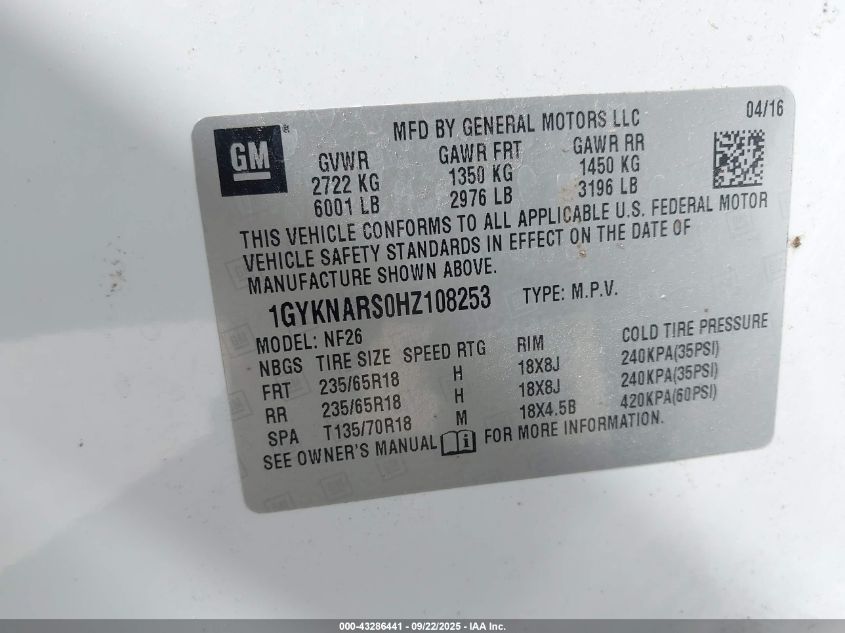 GM®
MFD BY GENERAL MOTORS LLC 04/16
GVWR GAWR FRT GAWR RR
2722 KG 1350 KG 1450 KG
6001 LB 2976 LB 3196 LB
THIS VEHICLE CONFORMS TO ALL APPLICABLE U.S. FEDERAL MOTOR
VEHICLE SAFETY STANDARDS IN EFFECT ON THE DATE OF
MANUFACTURE SHOWN ABOVE.
1GYKNARS0HZ108253 TYPE: M.P.V.
MODEL: NF26
NBGS TIRE SIZE SPEED RTG RIM COLD TIRE PRESSURE
FRT 235/65R18 H 18X8J 240KPA(35PSI)
RR 235/65R18 H 18X8J 240KPA(35PSI)
SPA T135/70R18 M 18X4.5B 420KPA(60PSI)
SEE OWNER'S MANUAL FOR MORE INFORMATION.
000-43286441 - 09/22/2025 - IAA Inc.